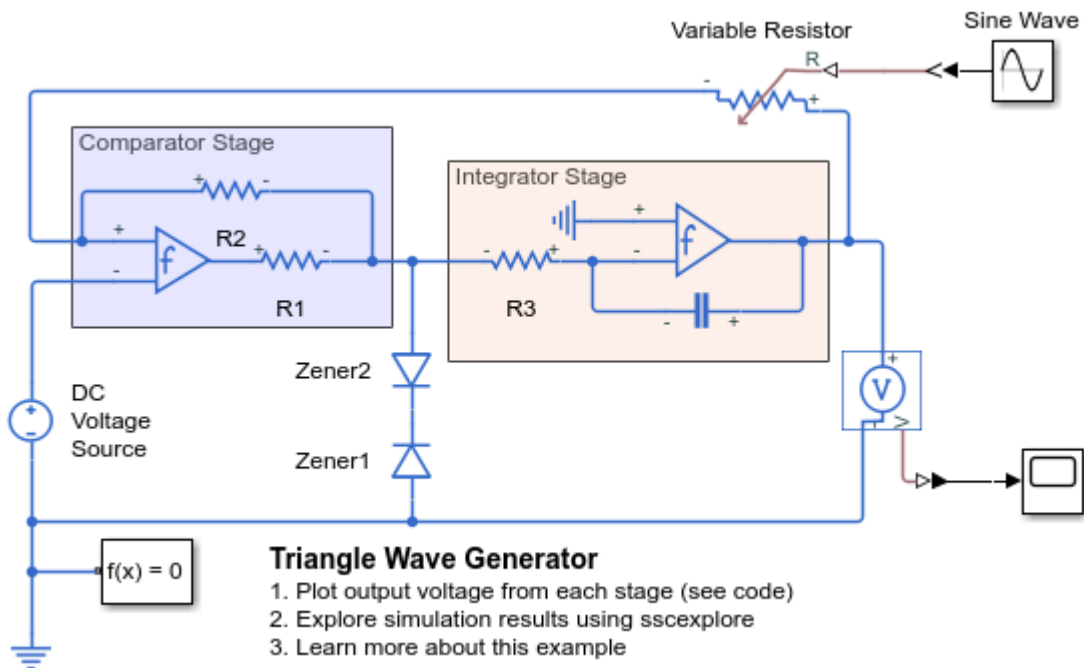 Variable Resistor
Sine Wave
R
-
+
Comparator Stage
+
-
Integrator Stage
+
+
R2
+
-
-
+
-
-
R1
R3
-
+
Zener2
+
DC
Voltage
Source
+
-
V
-
V
Zener1
f(x) = 0
Triangle Wave Generator
1. Plot output voltage from each stage (see code)
2. Explore simulation results using sscexplore
3. Learn more about this example